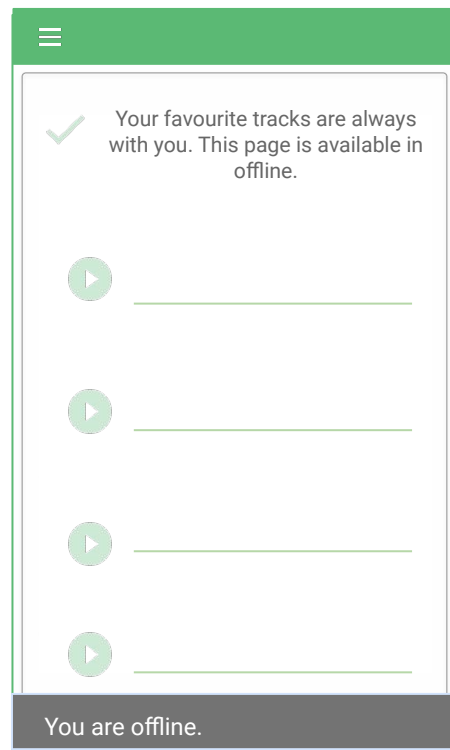 Your favourite tracks are always
with you. This page is available in
offline.
You are offline.